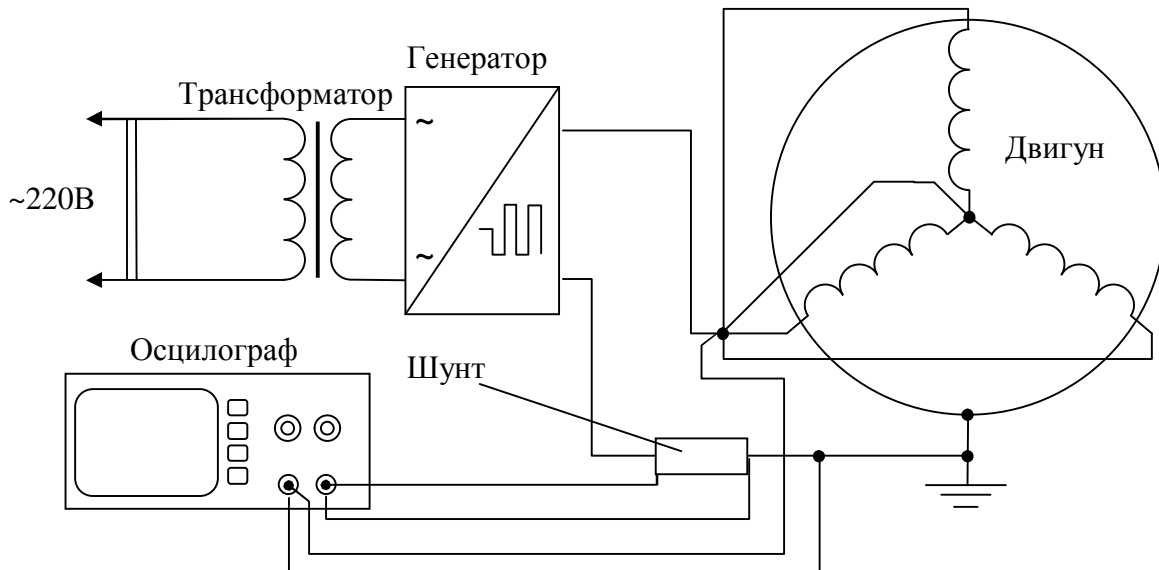 Генератор
Трансформатор
~
~220В
~
Двигун
Осцилограф
Шунт